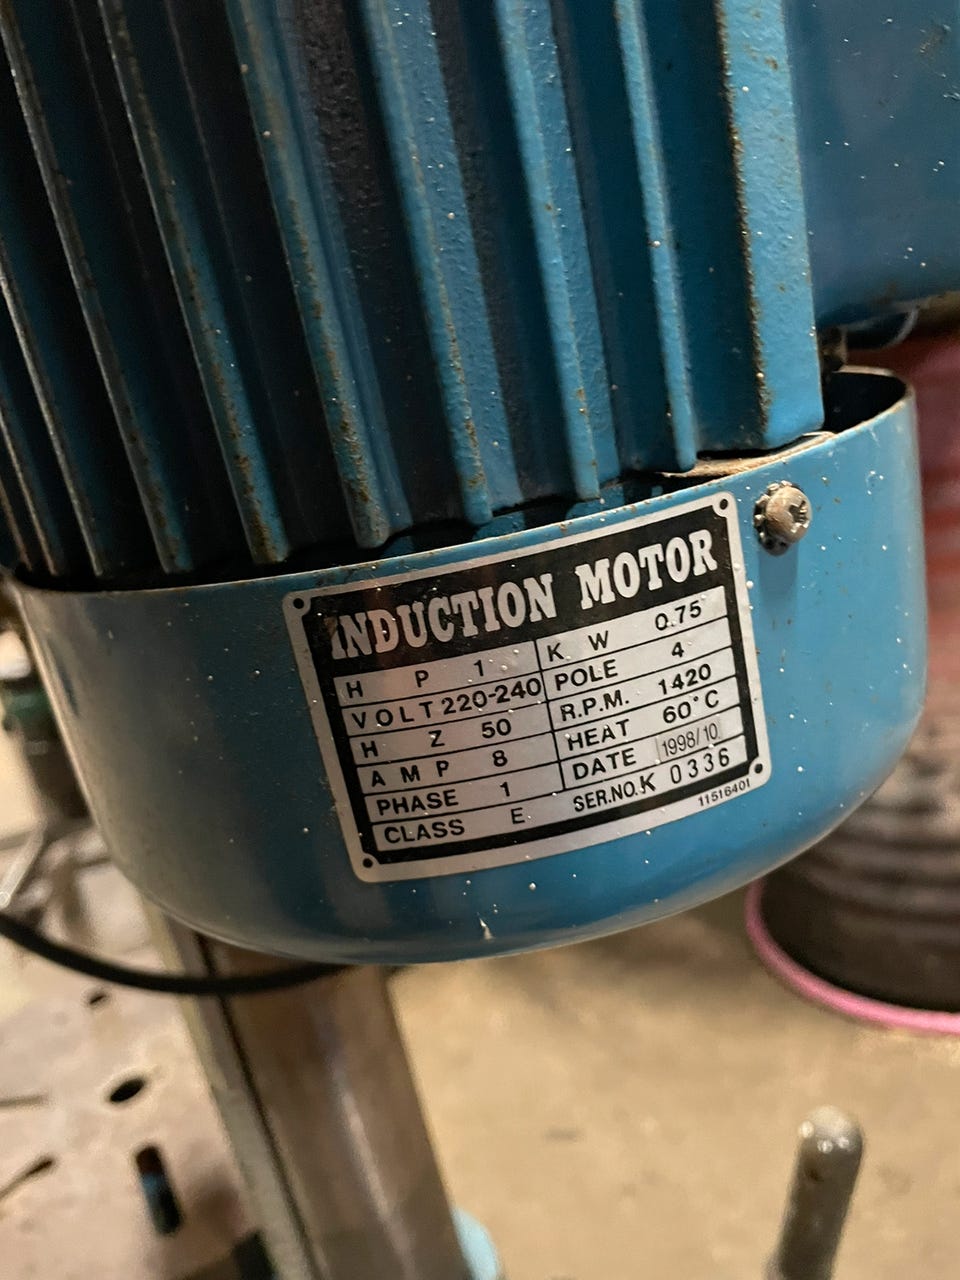 INDUCTION MOTOR
H P 1 K W 0.75
VOLT 220-240 POLE 4
H Z 50 R.P.M. 1420
A M P 8 HEAT 60°C
PHASE 1 DATE 1998/10
CLASS E SER.NO. K 0336
11516401